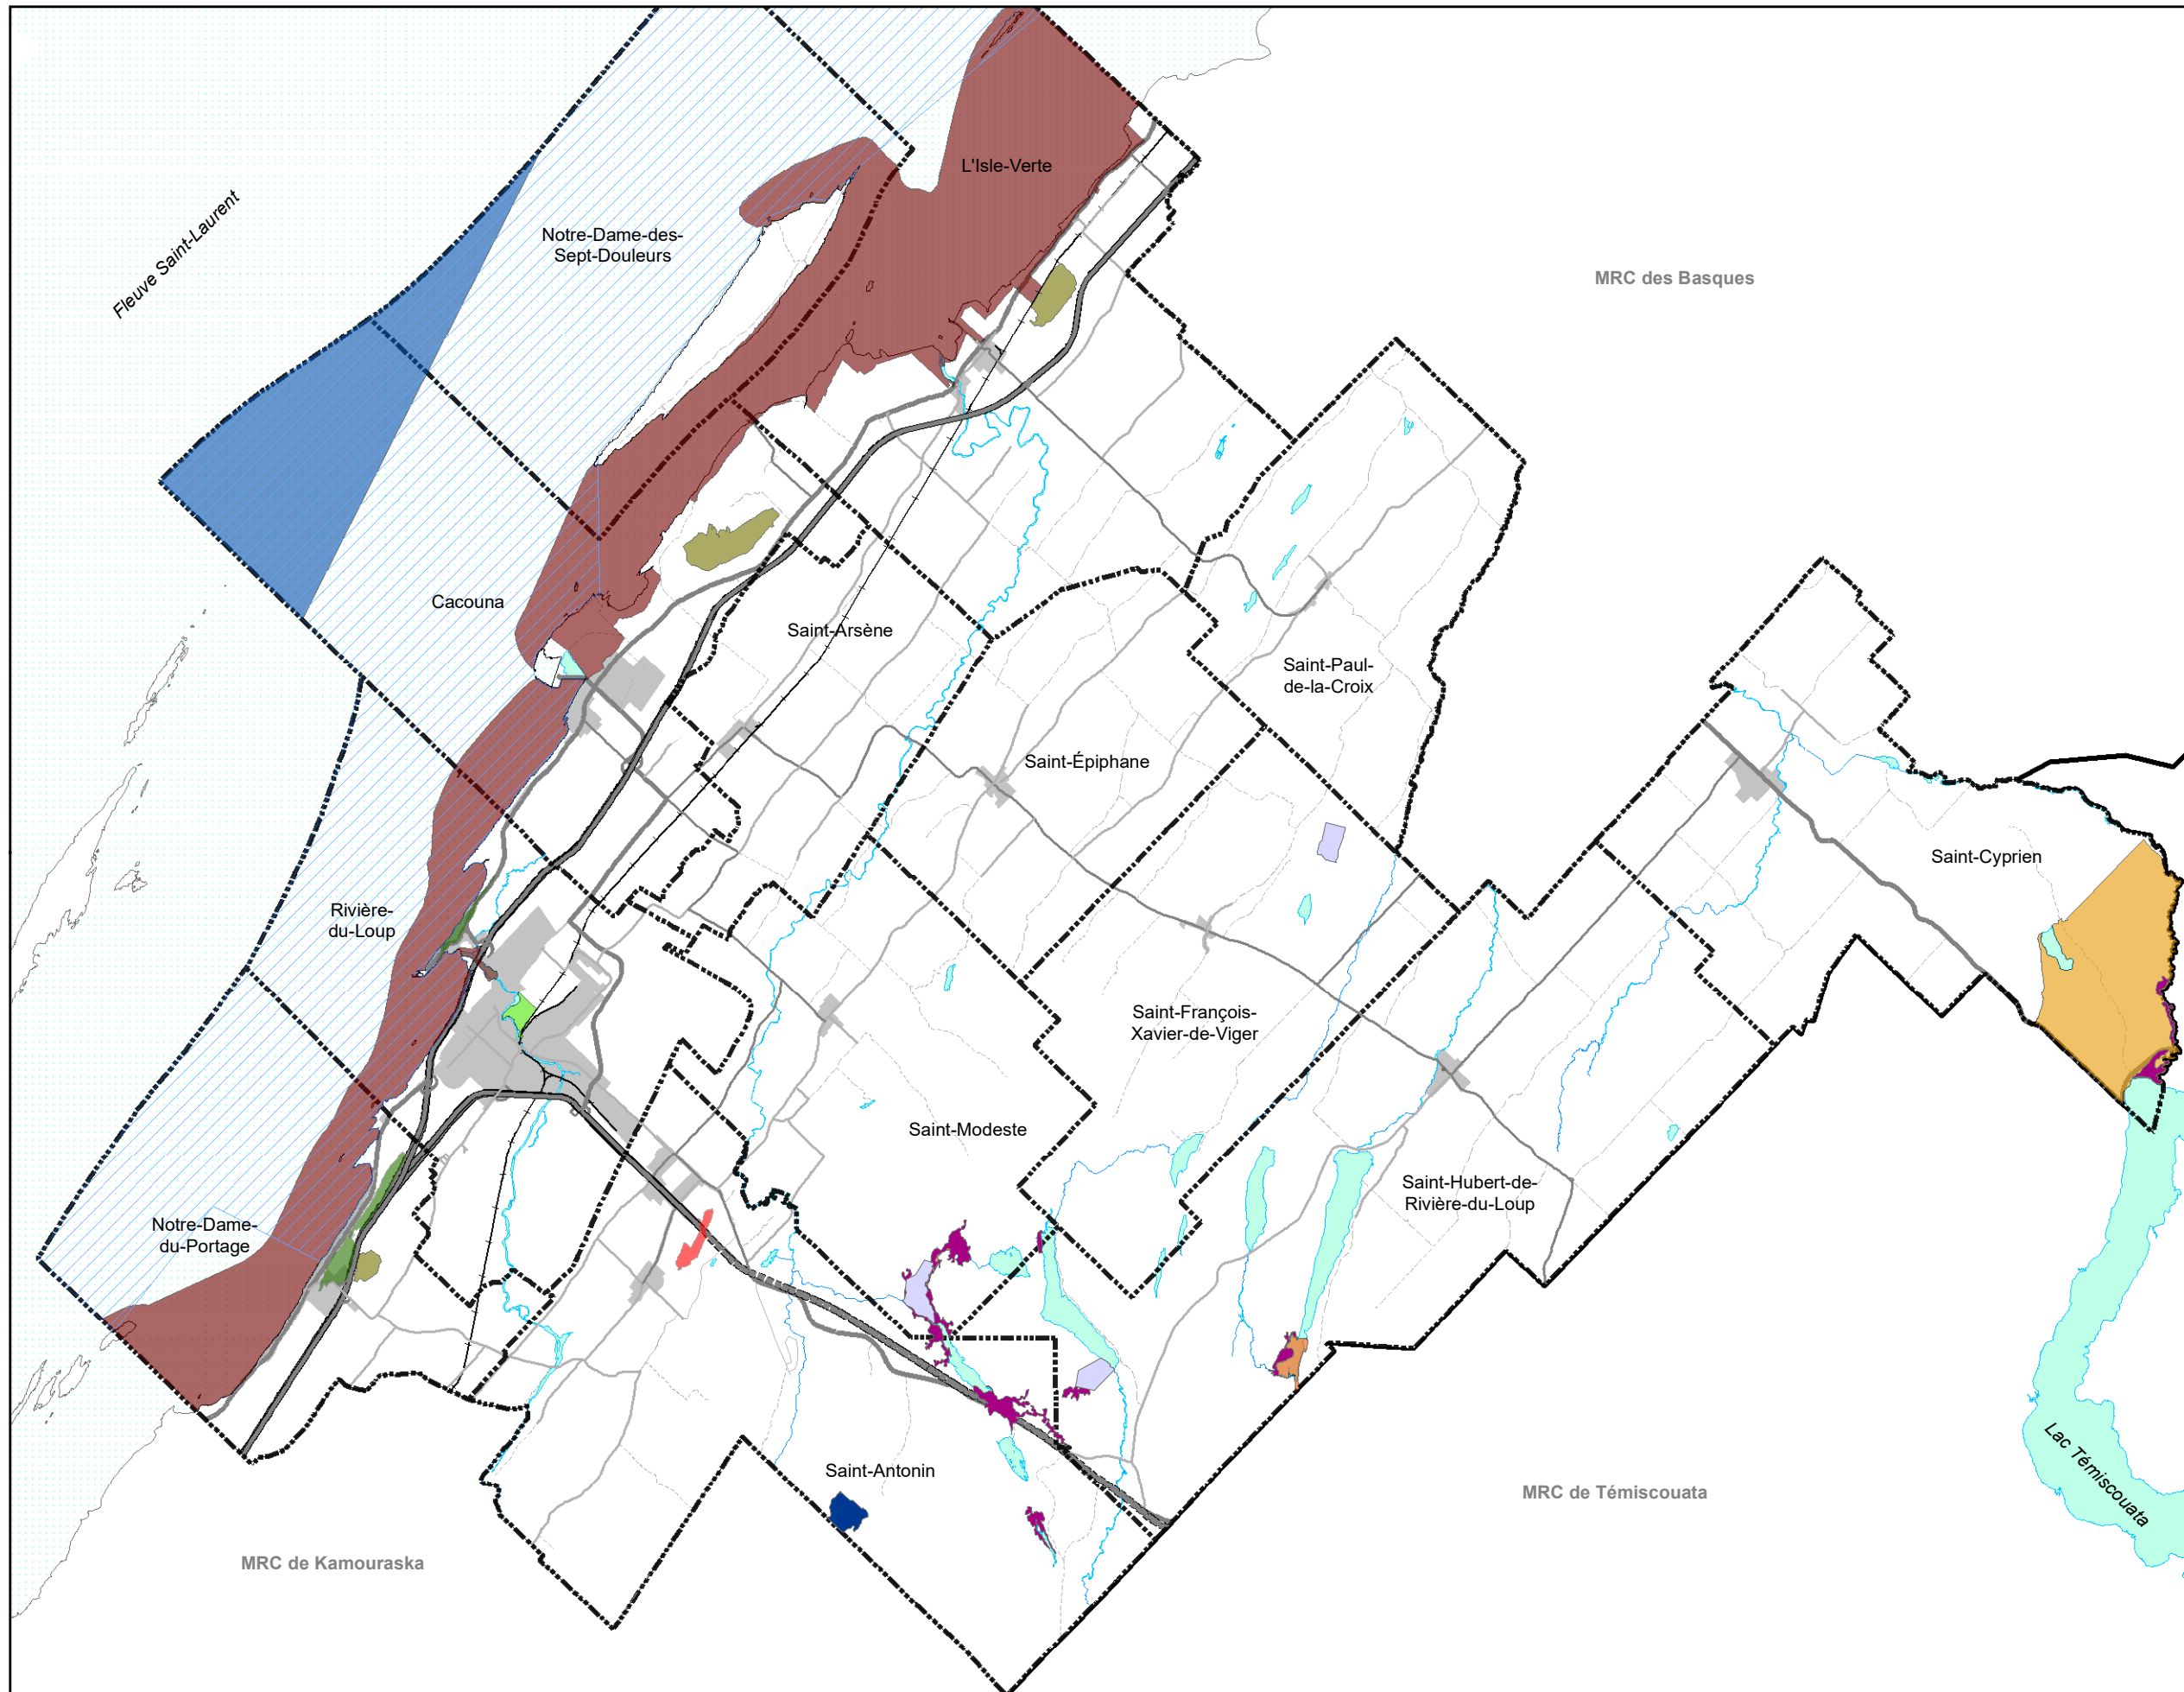 L'Isle-Verte
Fleuve Saint-Laurent
Notre-Dame-des-
Sept-Douleurs
MRC des Basques
Cacouna
Saint-Arsène
Saint-Paul-
de-la-Croix
Saint-Épiphane
Saint-Cyprien
Rivière-
du-Loup
Saint-François-
Xavier-de-Viger
Saint-Modeste
Saint-Hubert-de-
Rivière-du-Loup
Notre-Dame-
du-Portage
Saint-Antonin
Lac Témiscouata
MRC de Témiscouata
MRC de Kamouraska